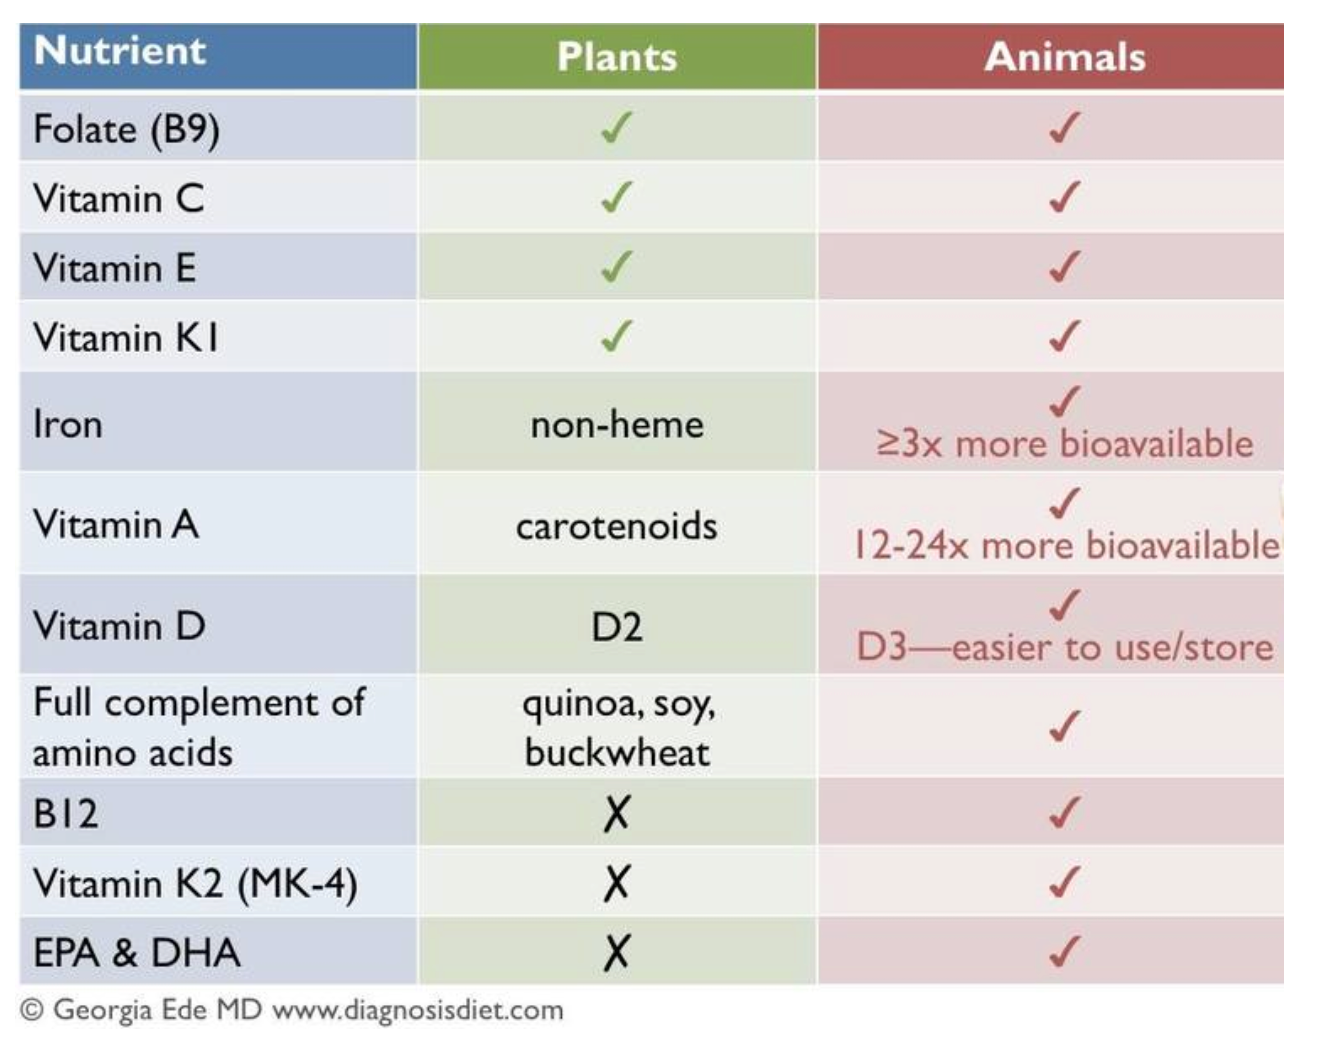 Nutrient Plants Animals
Folate (B9) ✓ ✓
Vitamin C ✓ ✓
Vitamin E ✓ ✓
Vitamin K1 ✓ ✓
Iron non-heme ✓
≥3x more bioavailable
Vitamin A carotenoids ✓
12-24x more bioavailable
Vitamin D D2 ✓
D3—easier to use/store
Full complement of
amino acids
quinoa, soy,
buckwheat
✓
B12 ✗ ✓
Vitamin K2 (MK-4) ✗ ✓
EPA & DHA ✗ ✓
© Georgia Ede MD www.diagnosisdiet.com